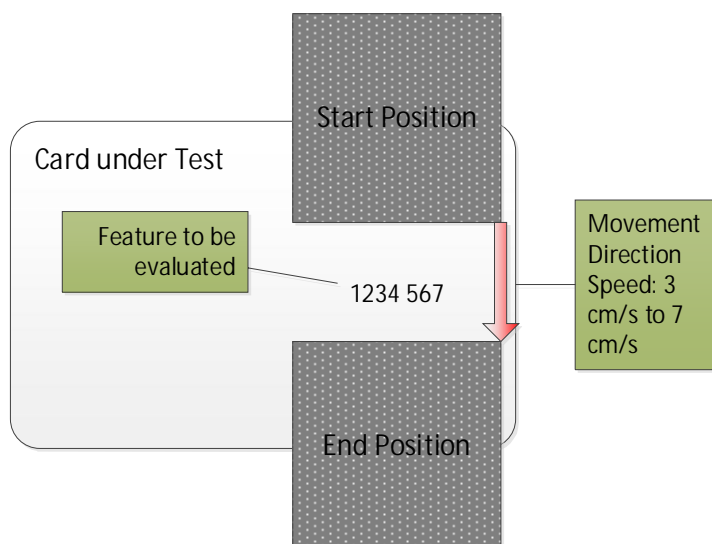 Start Position
Card under Test
Feature to be
evaluated
1234 567
Movement
Direction
Speed: 3
cm/s to 7
cm/s
End Position